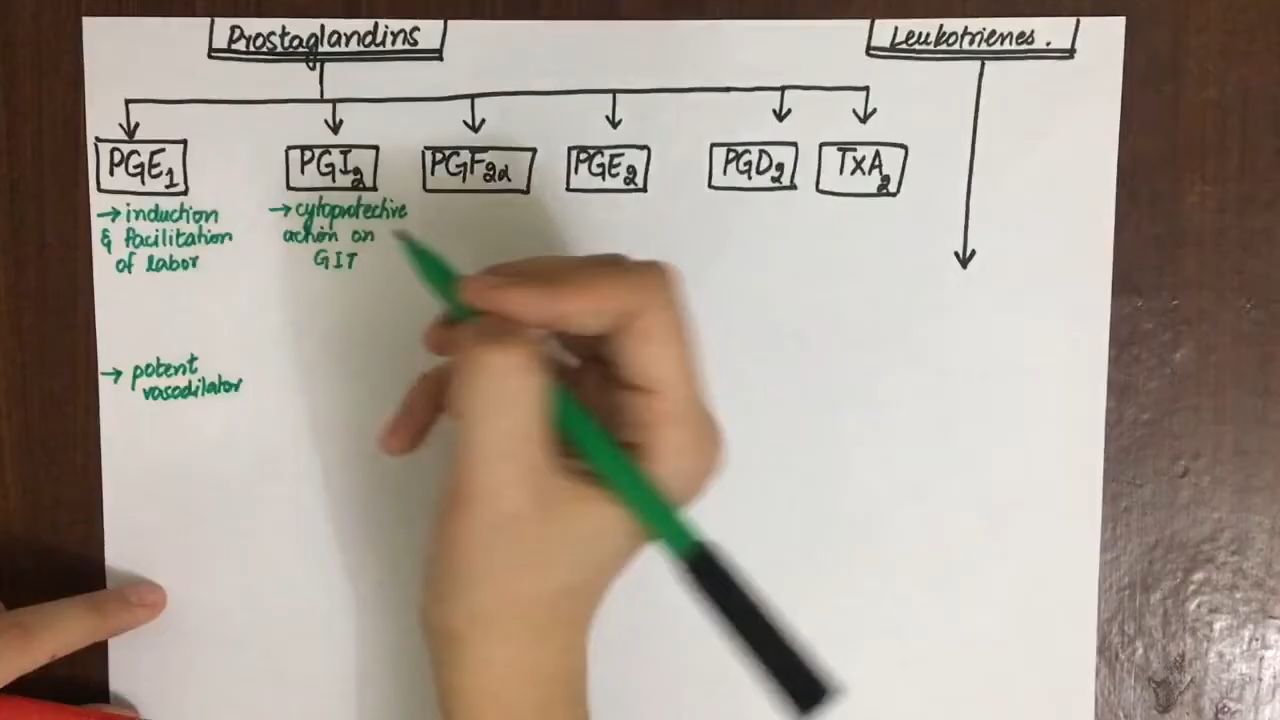 Prostaglandins
Leukotrienes.
PGE1
PGI2
PGF2α
PGE2
PGD2
TxA2
→ induction
& facilitation
of labor
→ cytoprotective
action on
GIT
→ potent
vasodilator